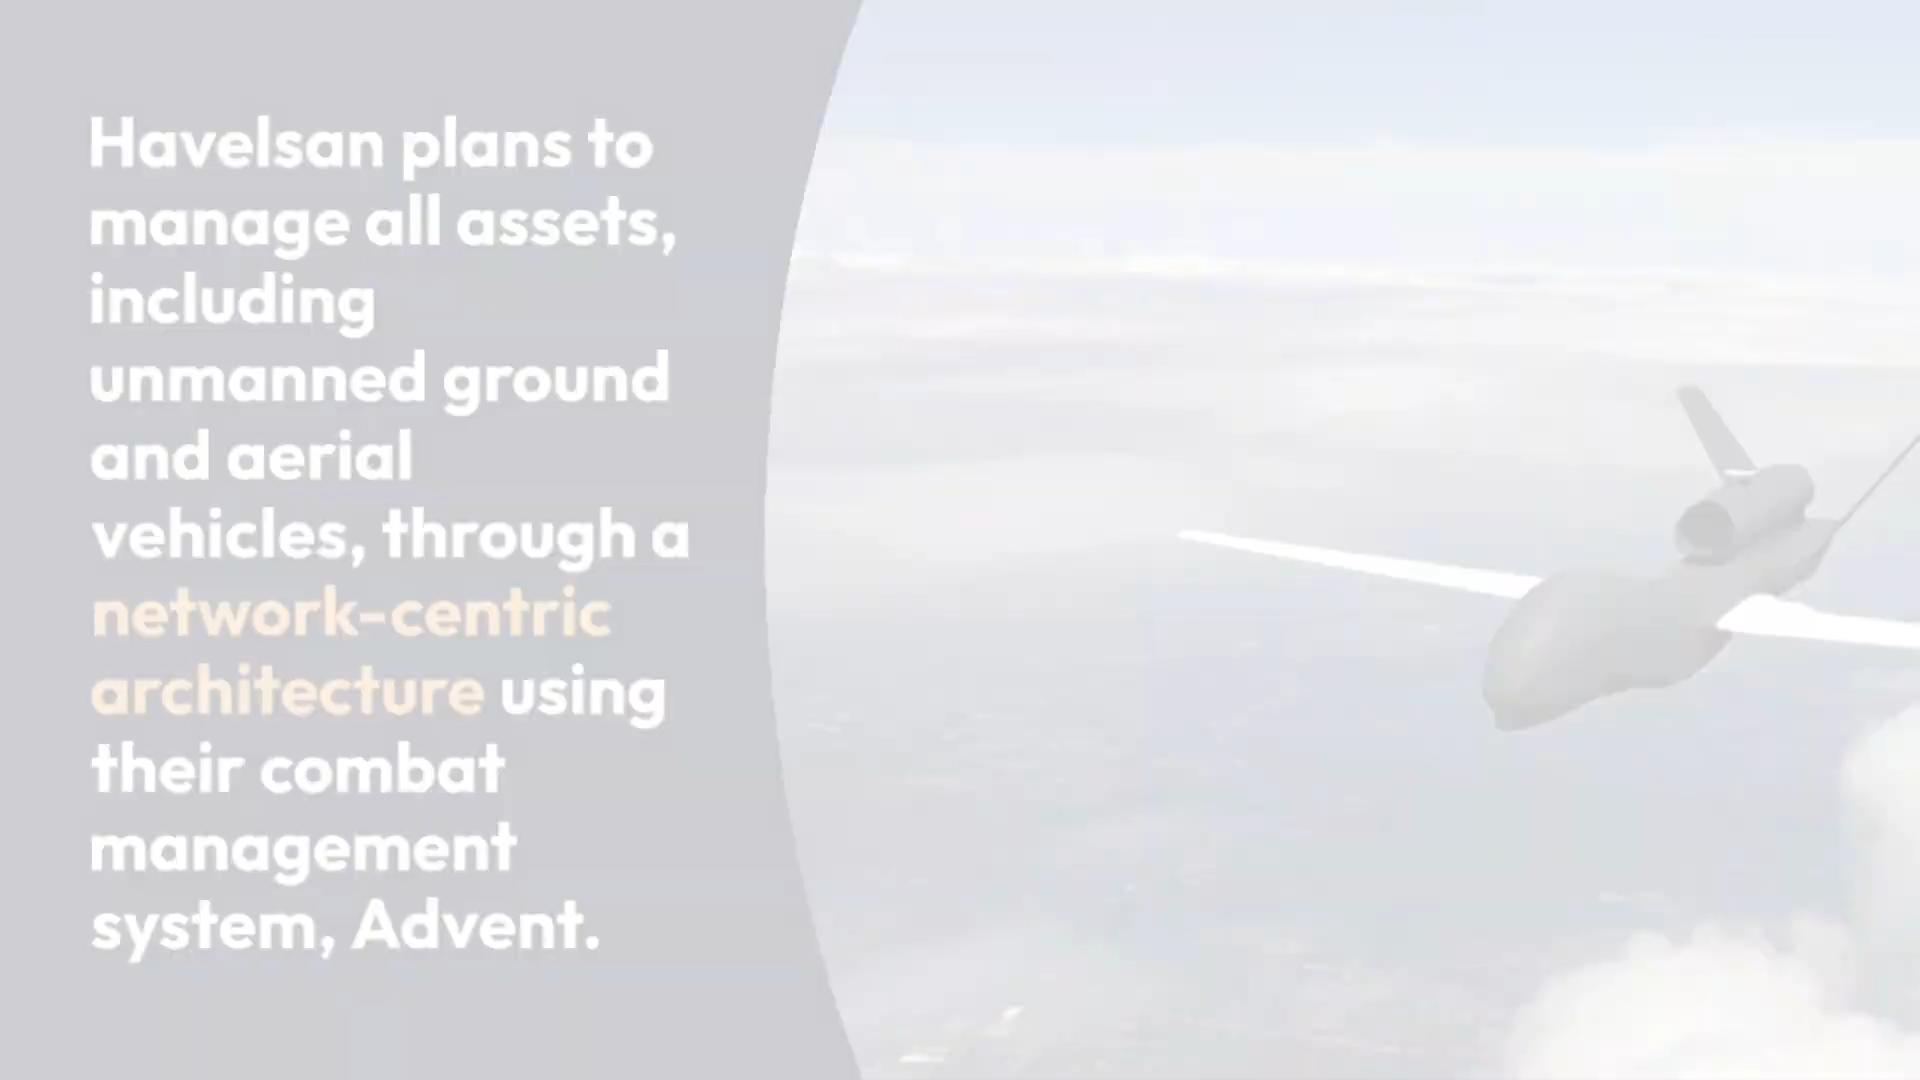 Havelsan plans to
manage all assets,
including
unmanned ground
and aerial
vehicles, through a
network-centric
architecture using
their combat
management
system, Advent.